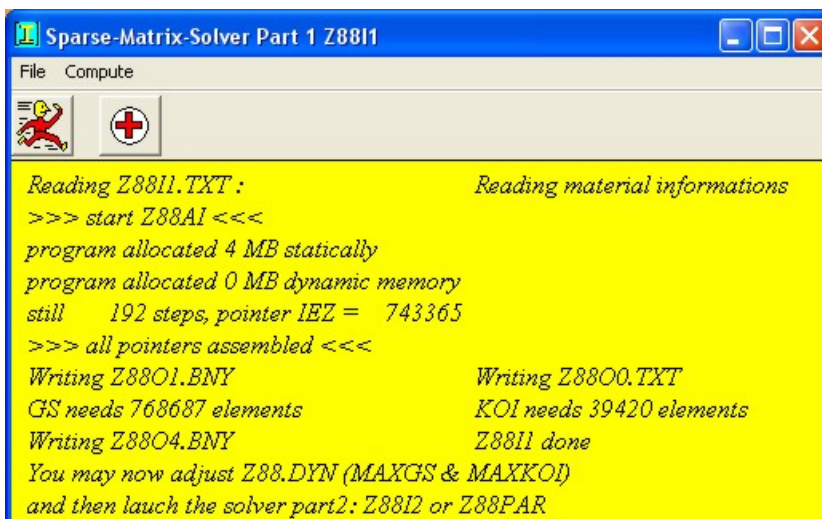 Sparse-Matrix-Solver Part 1 Z88I1
File Compute
Reading Z88I1.TXT : Reading material informations
>>> start Z88AI <<<
program allocated 4 MB statically
program allocated 0 MB dynamic memory
still 192 steps, pointer IEZ = 743365
>>> all pointers assembled <<<
Writing Z88O1.BNY Writing Z88O0.TXT
GS needs 768687 elements KOI needs 39420 elements
Writing Z88O4.BNY Z88I1 done
You may now adjust Z88.DYN (MAXGS & MAXKOI)
and then lauch the solver part2: Z88I2 or Z88PAR